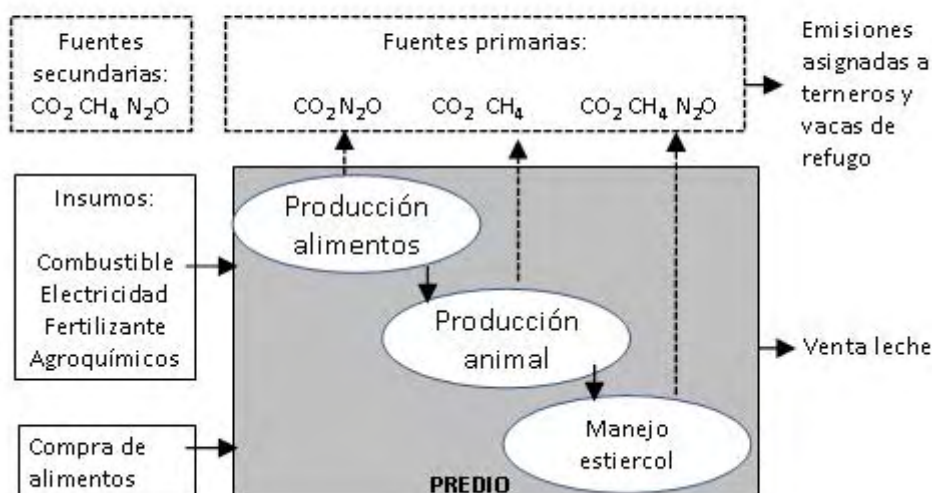 Fuentes
secundarias:
CO2 CH4 N2O
Fuentes primarias:
CO2 N2O CO2 CH4 CO2 CH4 N2O
Emisiones
asignadas a
terneros y
vacas de
refugo
Insumos:
Combustible
Electricidad
Fertilizante
Agroquímicos
Compra de
alimentos
Producción
alimentos
Producción
animal
Manejo
estiercol
PREDIO
Venta leche